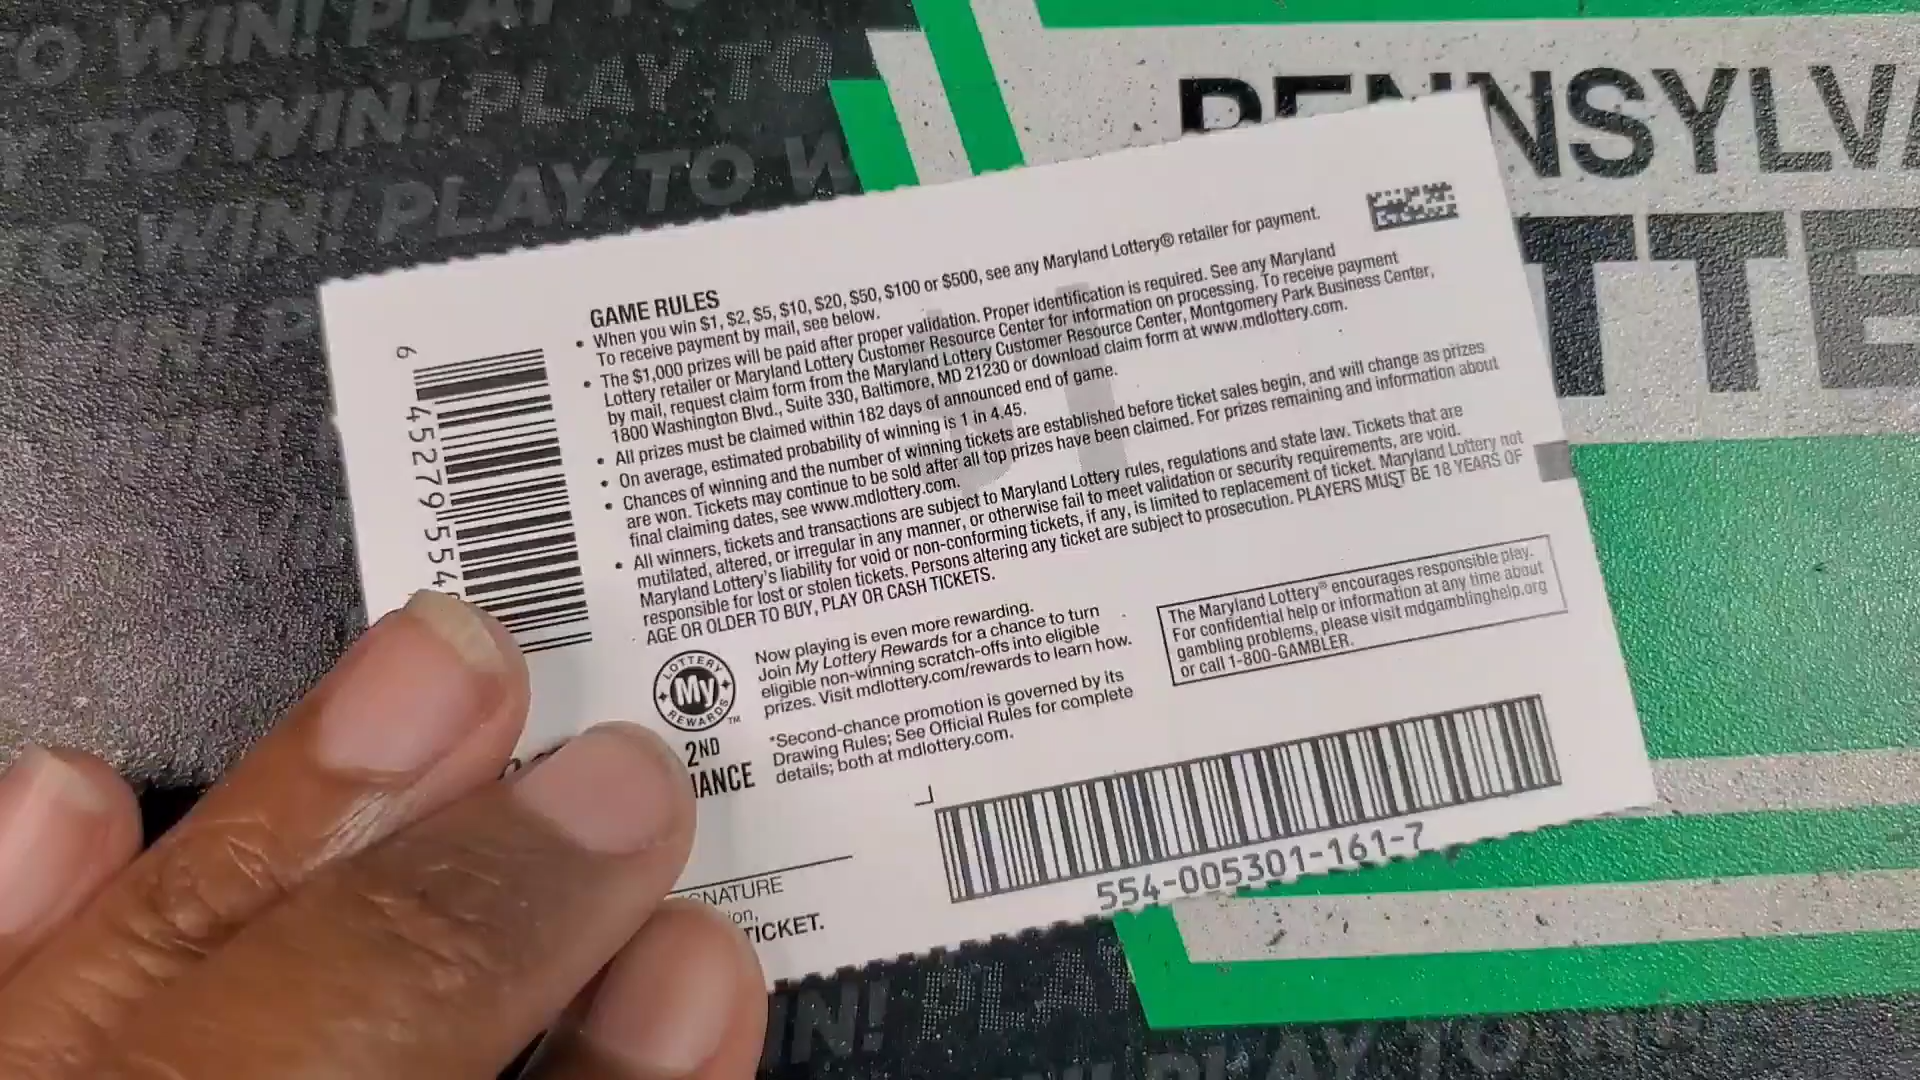 PLAY TO WIN! PLAY TO
PLAY TO WIN! PLAY TO
WIN! PLAY TO
PENNSYLVA
TTE
GAME RULES
• When you win $1, $2, $5, $10, $20, $50, $100 or $500, see any Maryland Lottery® retailer for payment.
To receive payment by mail, see below.
• The $1,000 prizes will be paid after proper validation. Proper identification is required. See any Maryland
Lottery retailer or Maryland Lottery Customer Resource Center for information on processing. To receive payment
by mail, request claim form from the Maryland Lottery Customer Resource Center, Montgomery Park Business Center,
1800 Washington Blvd., Suite 330, Baltimore, MD 21230 or download claim form at www.mdlottery.com.
• All prizes must be claimed within 182 days of announced end of game.
• On average, estimated probability of winning is 1 in 4.45.
• Chances of winning and the number of winning tickets are established before ticket sales begin, and will change as prizes
are won. Tickets may continue to be sold after all top prizes have been claimed. For prizes remaining and information about
final claiming dates, see www.mdlottery.com.
• All winners, tickets and transactions are subject to Maryland Lottery rules, regulations and state law. Tickets that are
mutilated, altered, or irregular in any manner, or otherwise fail to meet validation or security requirements, are void.
Maryland Lottery's liability for void or non-conforming tickets, if any, is limited to replacement of ticket. Maryland Lottery not
responsible for lost or stolen tickets. Persons altering any ticket are subject to prosecution. PLAYERS MUST BE 18 YEARS OF
AGE OR OLDER TO BUY, PLAY OR CASH TICKETS.
$1
6 45279 554
LOTTERY
My
REWARDS™
2ND
HANCE
Now playing is even more rewarding.
Join My Lottery Rewards for a chance to turn
eligible non-winning scratch-offs into eligible
prizes. Visit mdlottery.com/rewards to learn how.
*Second-chance promotion is governed by its
Drawing Rules; See Official Rules for complete
details; both at mdlottery.com.
The Maryland Lottery® encourages responsible play.
For confidential help or information at any time about
gambling problems, please visit mdgamblinghelp.org
or call 1-800-GAMBLER.
GNATURE
ion,
TICKET.
554-005301-161-7
IN! PLAY
PLAY TO